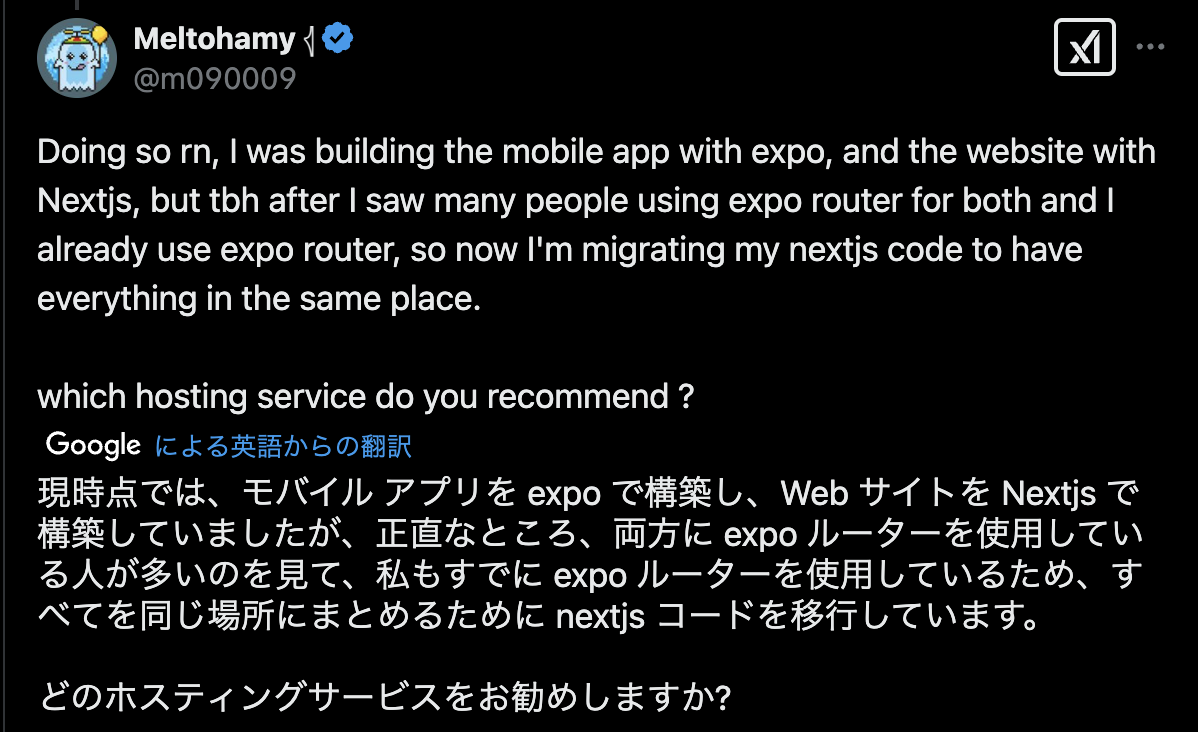 Meltohamy
@m090009
Doing so rn, I was building the mobile app with expo, and the website with
Nextjs, but tbh after I saw many people using expo router for both and I
already use expo router, so now I'm migrating my nextjs code to have
everything in the same place.
which hosting service do you recommend ?
Google による英語からの翻訳
現時点では、モバイル アプリを expo で構築し、Web サイトを Nextjs で
構築していましたが、正直なところ、両方に expo ルーターを使用してい
る人が多いのを見て、私もすでに expo ルーターを使用しているため、す
べてを同じ場所にまとめるために nextjs コードを移行しています。
どのホスティングサービスをお勧めしますか?